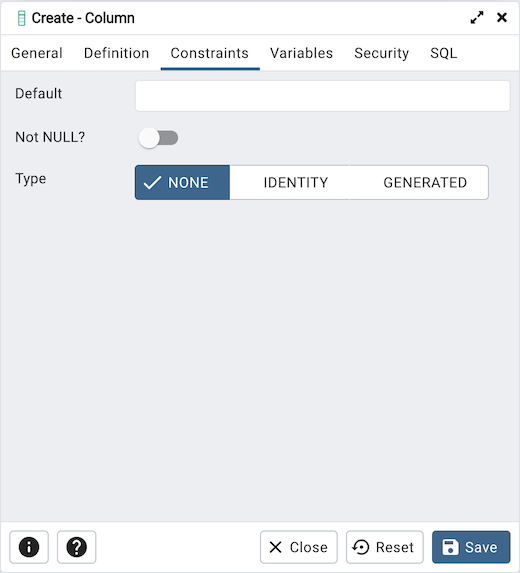 Create - Column
General Definition Constraints Variables Security SQL
Default
Not NULL?
Type NONE IDENTITY GENERATED
Close Reset Save